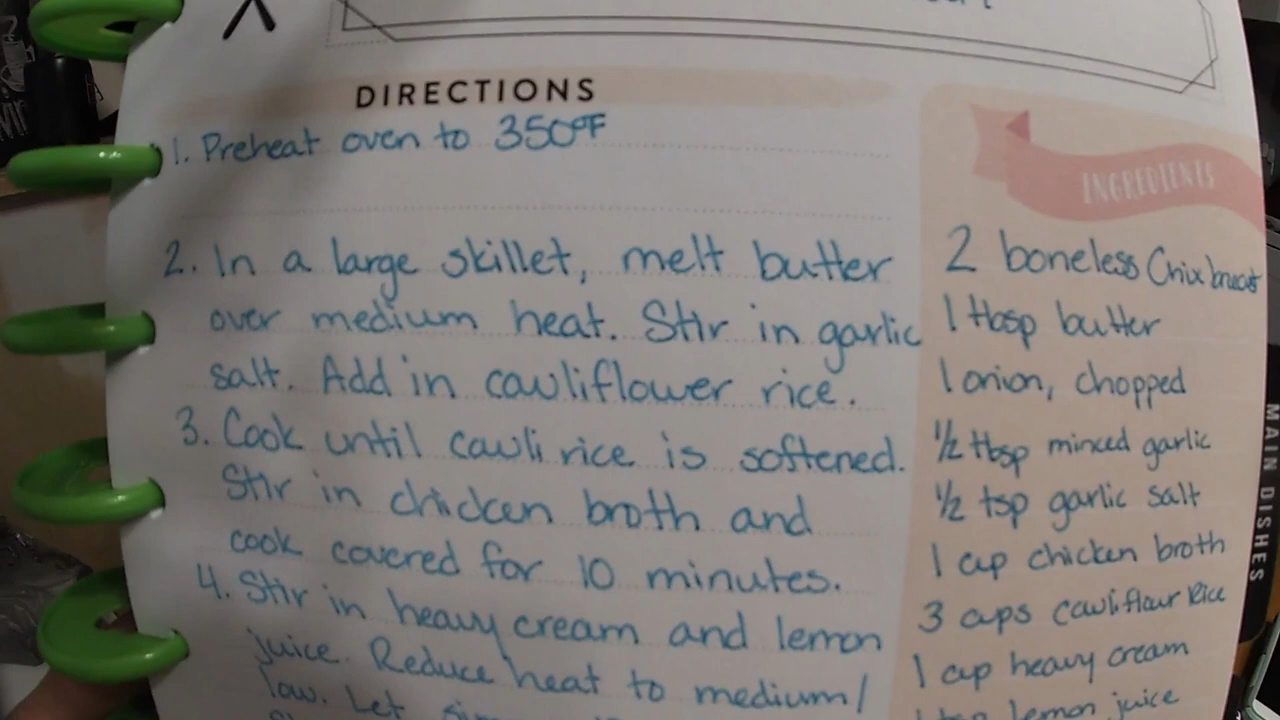 DIRECTIONS
1. Preheat oven to 350°F
2. In a large skillet, melt butter
over medium heat. Stir in garlic
salt. Add in cauliflower rice.
3. Cook until cauli rice is softened.
Stir in chicken broth and
cook covered for 10 minutes.
4. Stir in heavy cream and lemon
juice. Reduce heat to medium/
low. Let
INGREDIENTS
2 boneless Chix breast
1 tbsp butter
1 onion, chopped
1/2 tbsp minced garlic
1/2 tsp garlic salt
1 cup chicken broth
3 cups cauliflour Rice
1 cup heavy cream
lemon juice
MAIN DISHES